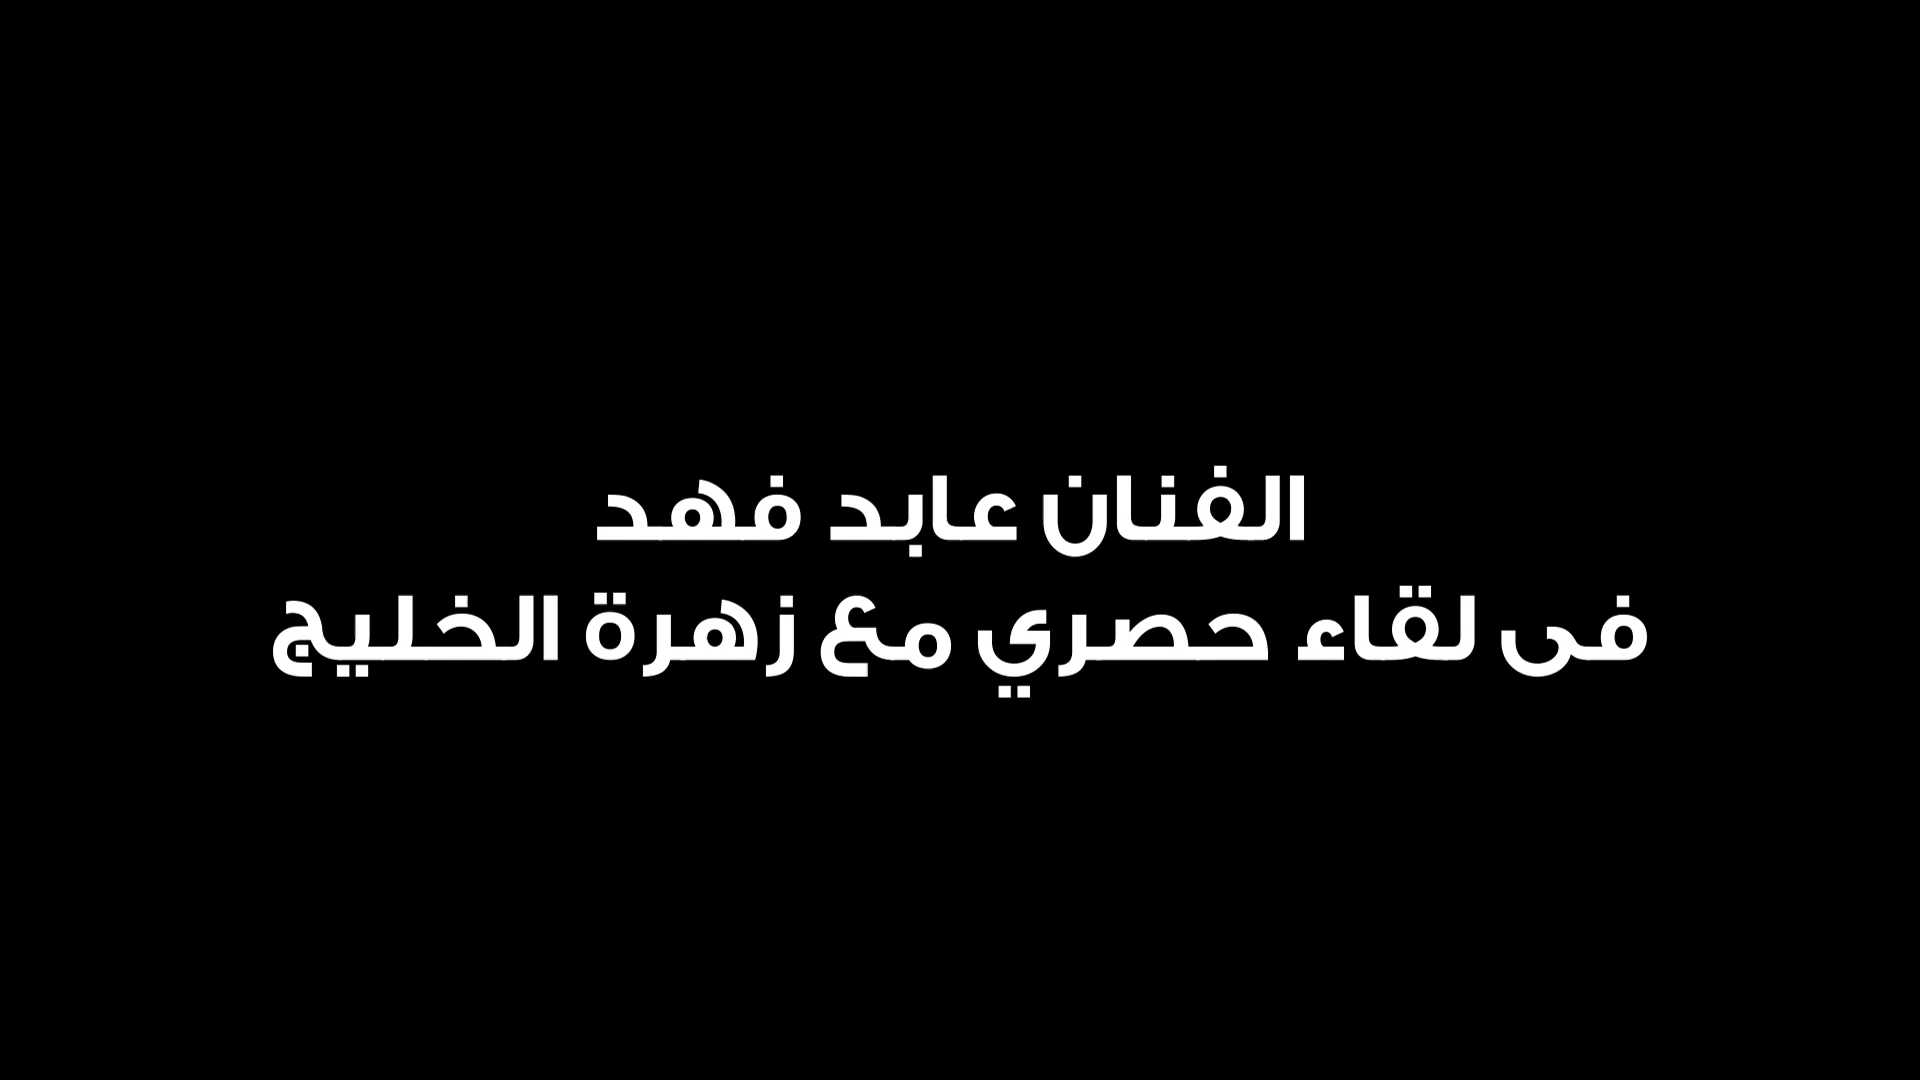 الفنان عابد فهد
فى لقاء حصري مع زهرة الخليج